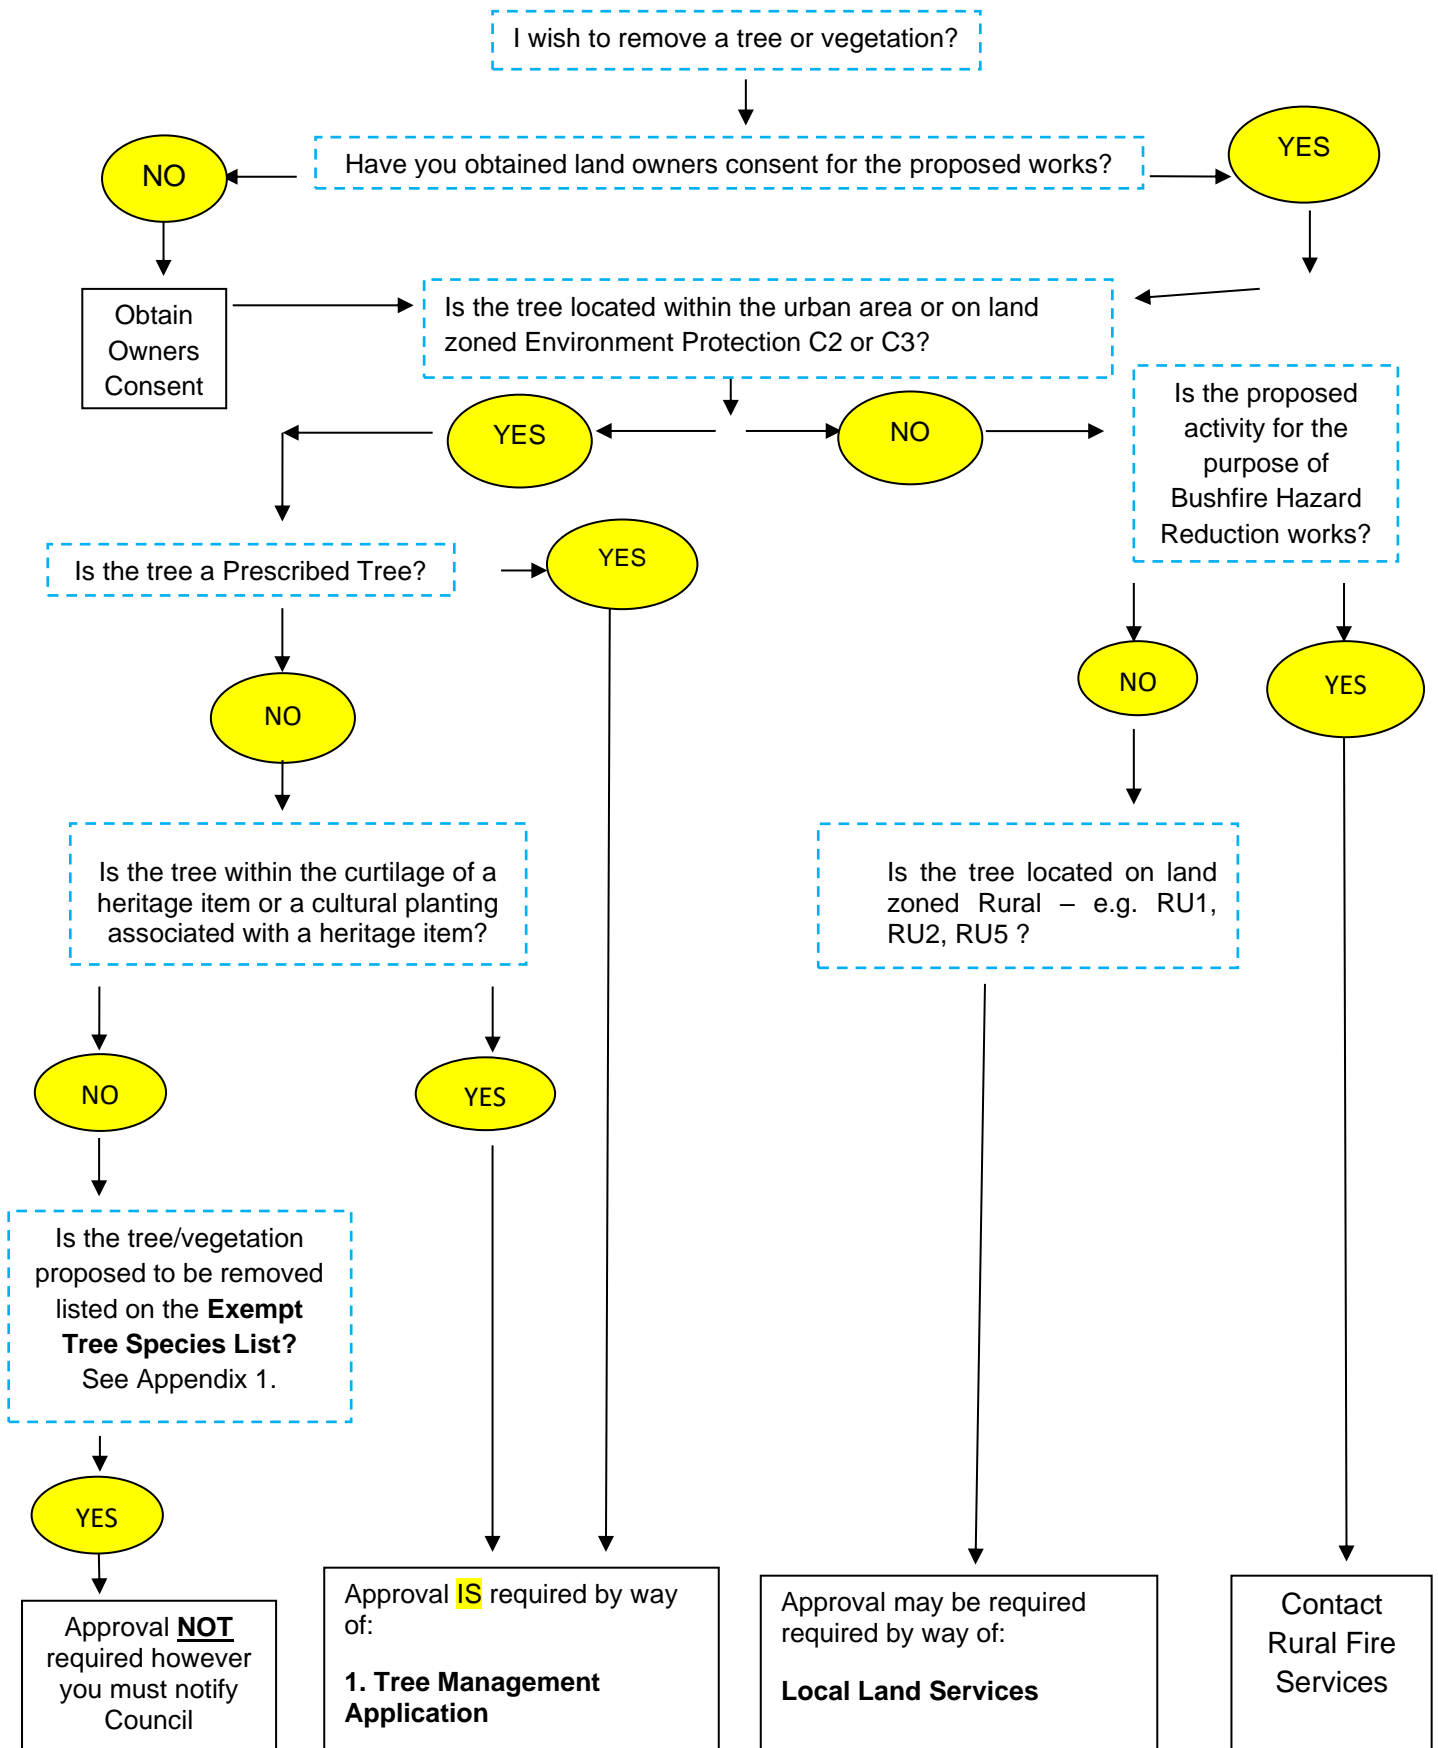 I wish to remove a tree or vegetation?
Have you obtained land owners consent for the proposed works?
NO
YES
Obtain
Owners
Consent
Is the tree located within the urban area or on land
zoned Environment Protection C2 or C3?
YES
NO
Is the proposed
activity for the
purpose of
Bushfire Hazard
Reduction works?
Is the tree a Prescribed Tree?
YES
NO
NO
YES
Is the tree within the curtilage of a
heritage item or a cultural planting
associated with a heritage item?
Is the tree located on land
zoned Rural – e.g. RU1,
RU2, RU5 ?
NO
YES
Is the tree/vegetation
proposed to be removed
listed on the Exempt
Tree Species List?
See Appendix 1.
YES
Approval NOT
required however
you must notify
Council
Approval IS required by way
of:
1. Tree Management
Application
Approval may be required
required by way of:
Local Land Services
Contact
Rural Fire
Services